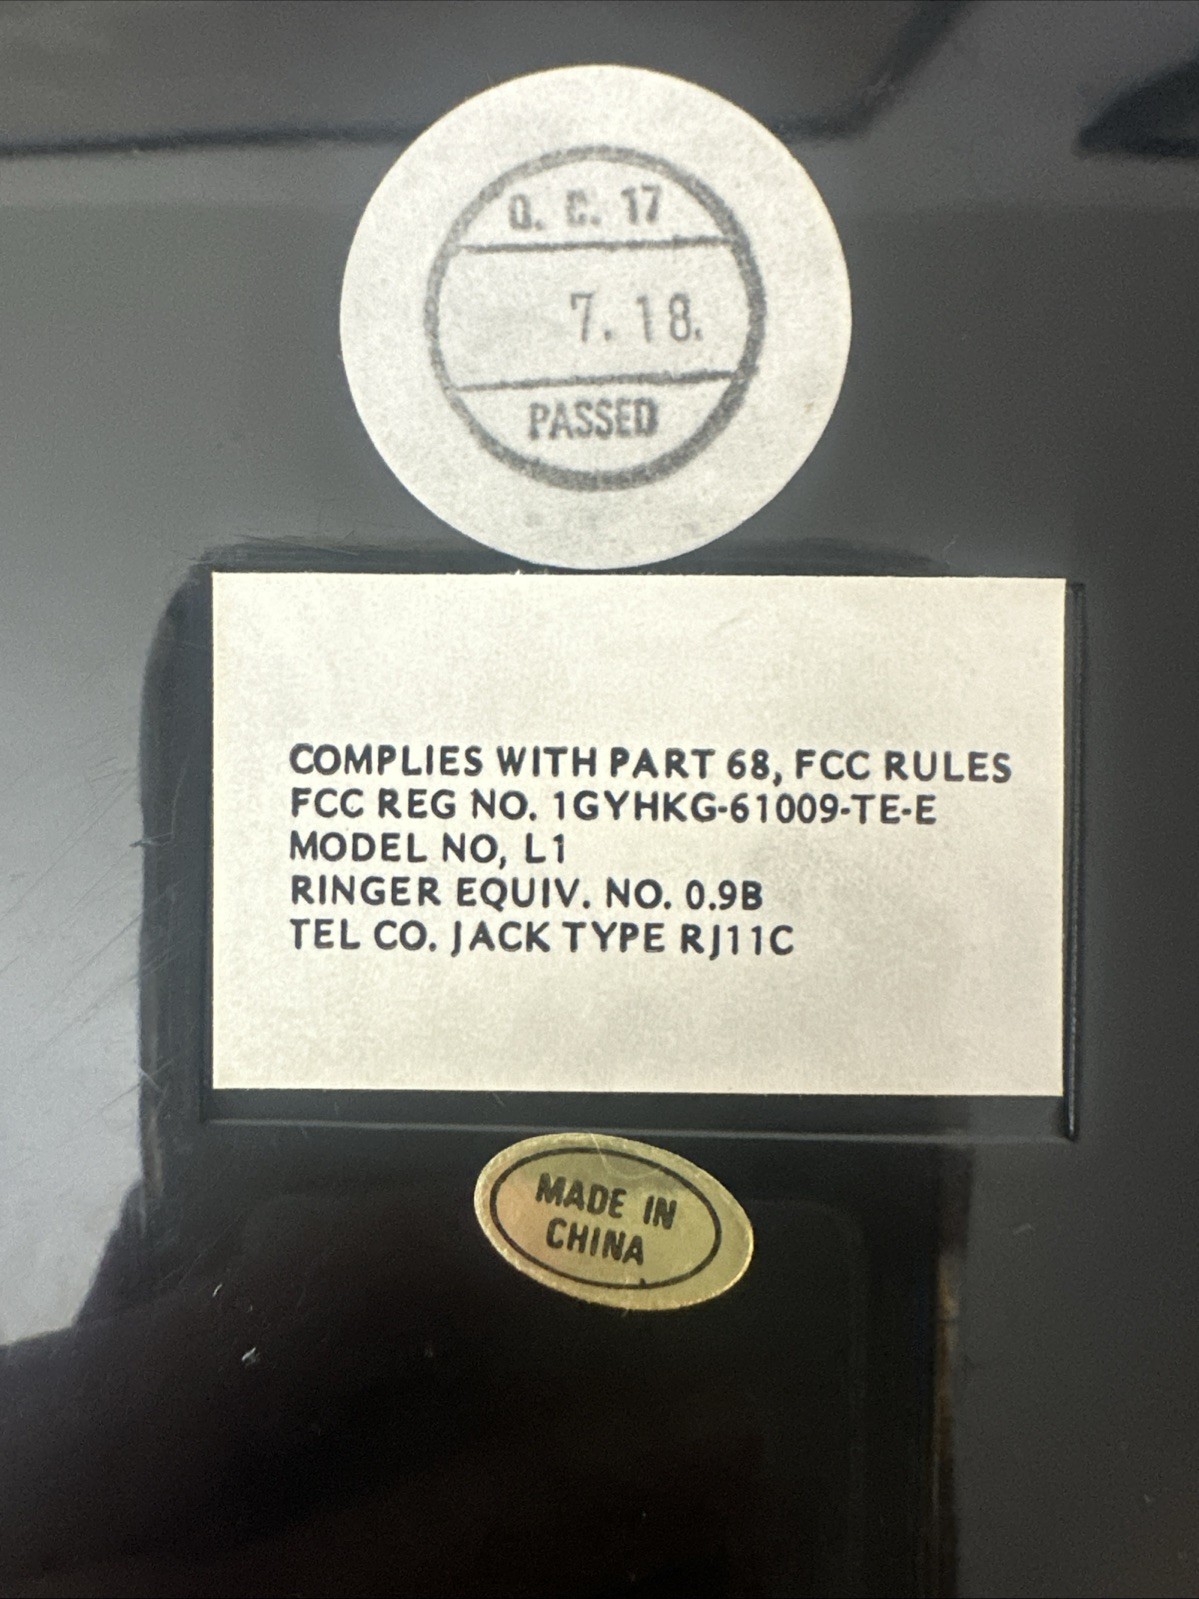 Q. C. 17
7. 18.
PASSED
COMPLIES WITH PART 68, FCC RULES
FCC REG NO. 1GYHKG-61009-TE-E
MODEL NO, L1
RINGER EQUIV. NO. 0.9B
TEL CO. JACK TYPE RJ11C
MADE IN
CHINA